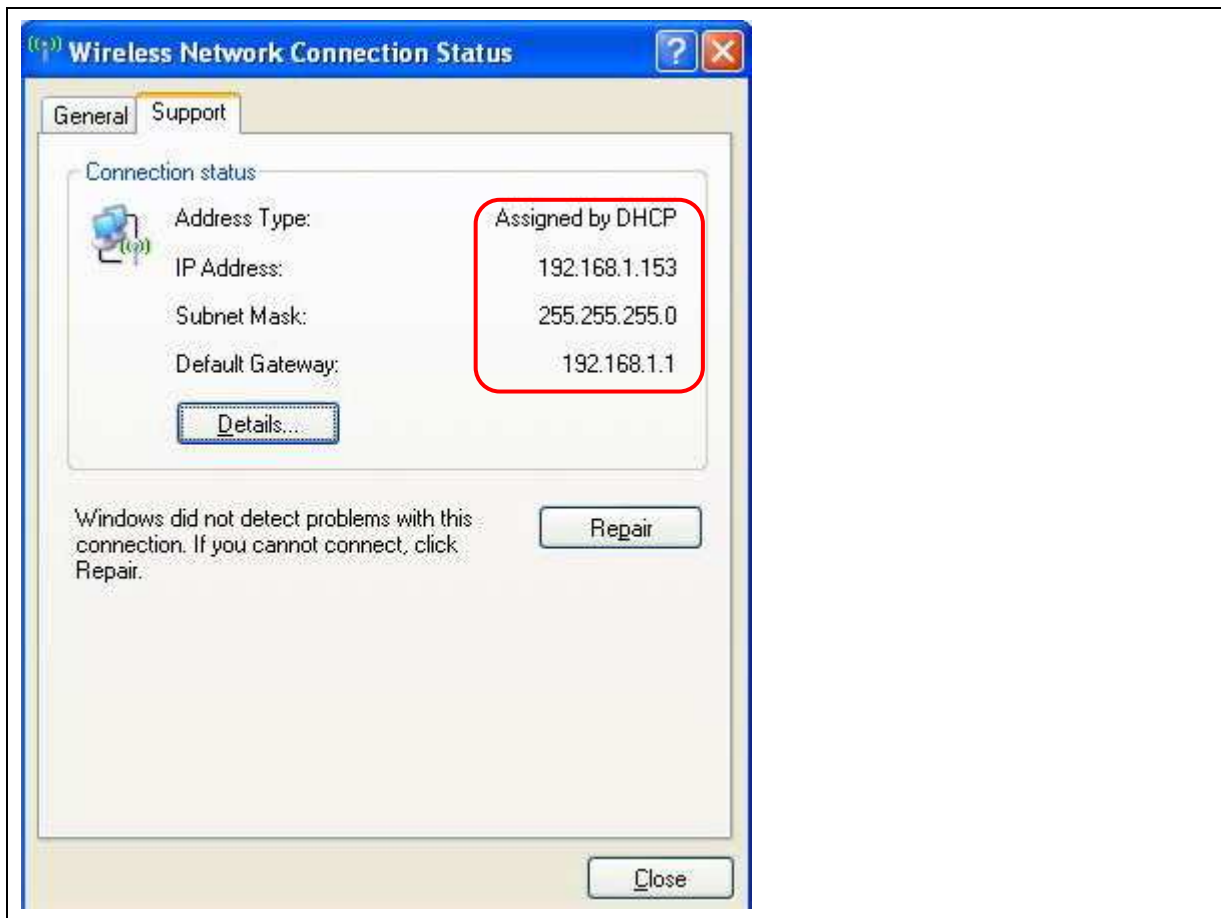 Wireless Network Connection Status
General Support
Connection status
Address Type: Assigned by DHCP
IP Address: 192.168.1.153
Subnet Mask: 255.255.255.0
Default Gateway: 192.168.1.1
Details...
Windows did not detect problems with this
connection. If you cannot connect, click
Repair.
Repair
Close